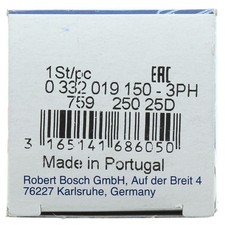 1St/pc EAC
0 332 019 150 - 3PH
759 250 25D
3 165141 686050
Made in Portugal
Robert Bosch GmbH, Auf der Breit 4
76227 Karlsruhe, Germany